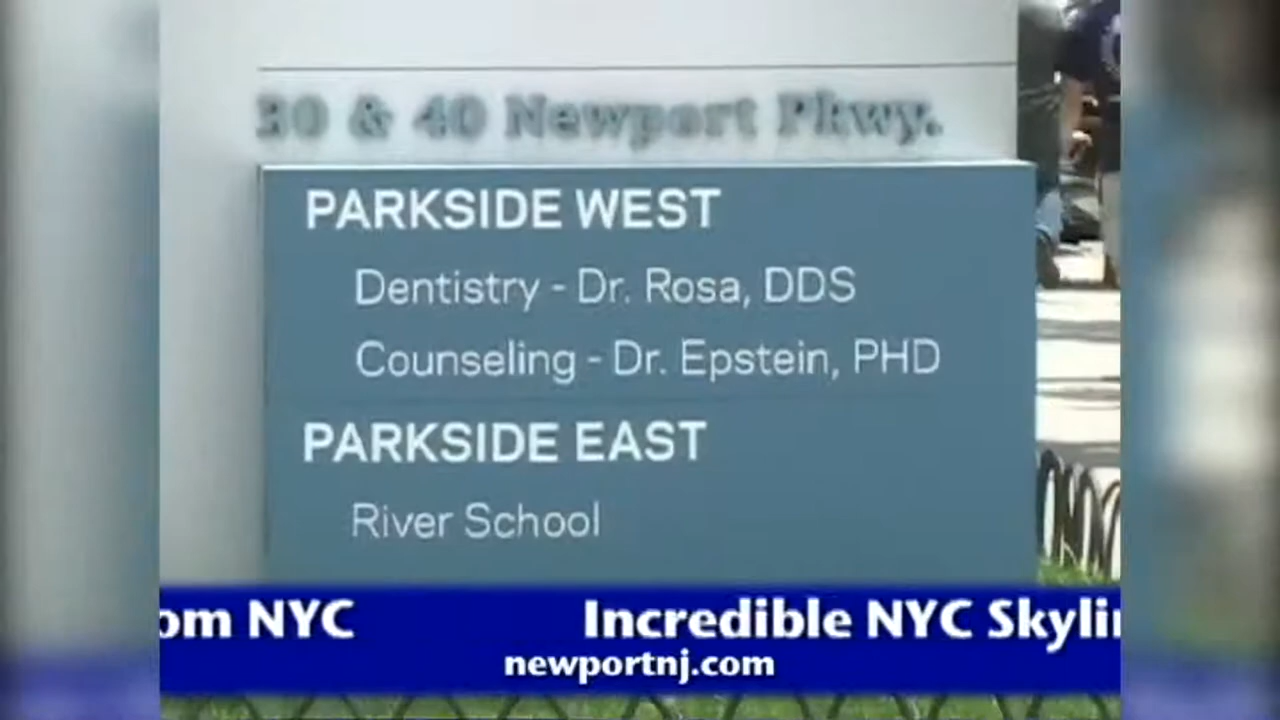 30 & 40 Newport Pkwy.
PARKSIDE WEST
Dentistry - Dr. Rosa, DDS
Counseling - Dr. Epstein, PHD
PARKSIDE EAST
River School
om NYC Incredible NYC Skylin
newportnj.com